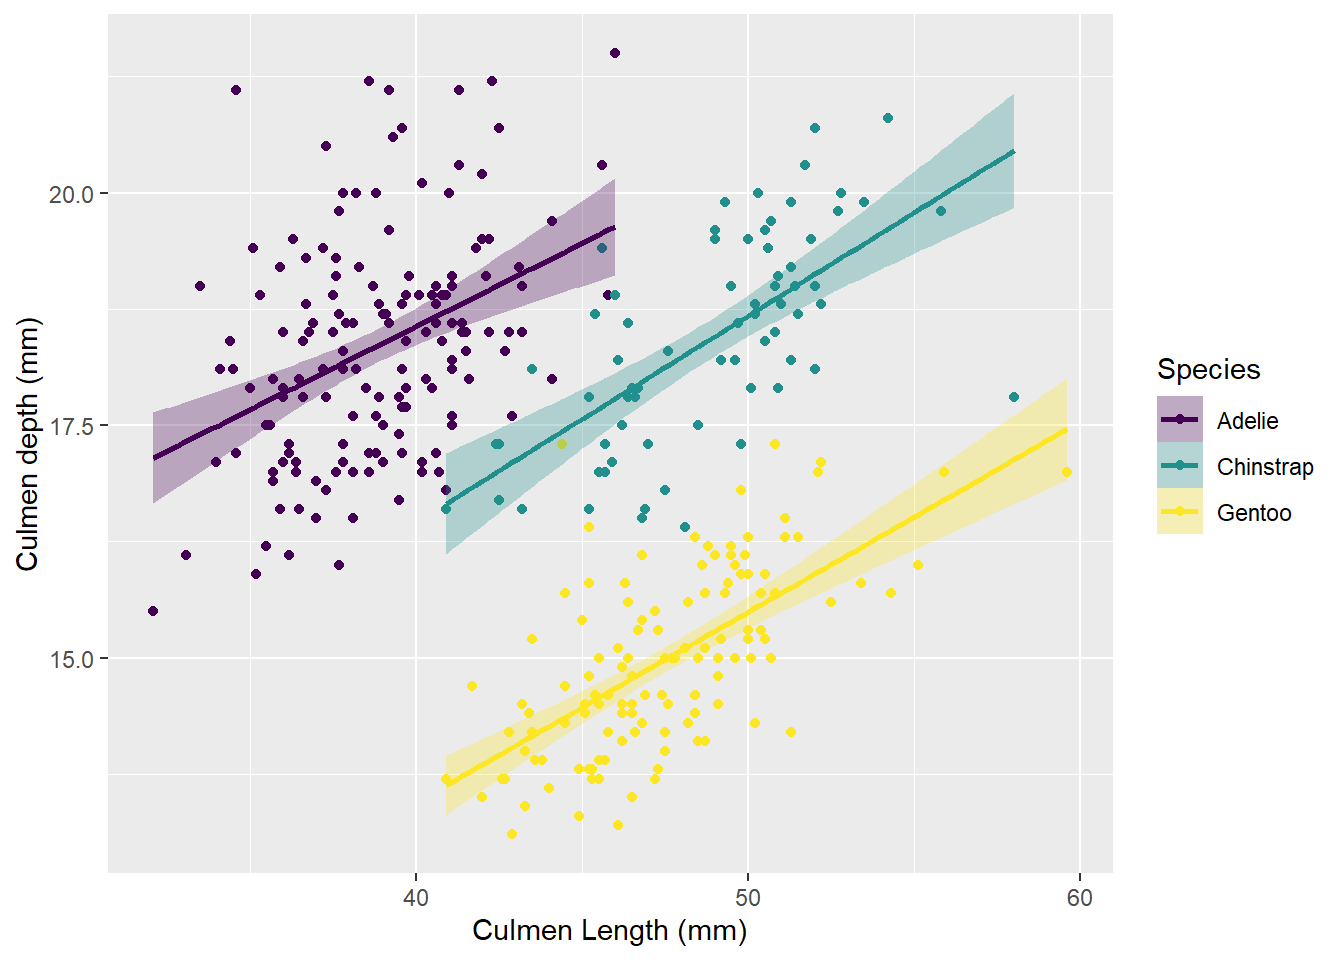 Culmen depth (mm)
20.0
17.5
15.0
40
50
60
Culmen Length (mm)
Species
Adelie
Chinstrap
Gentoo